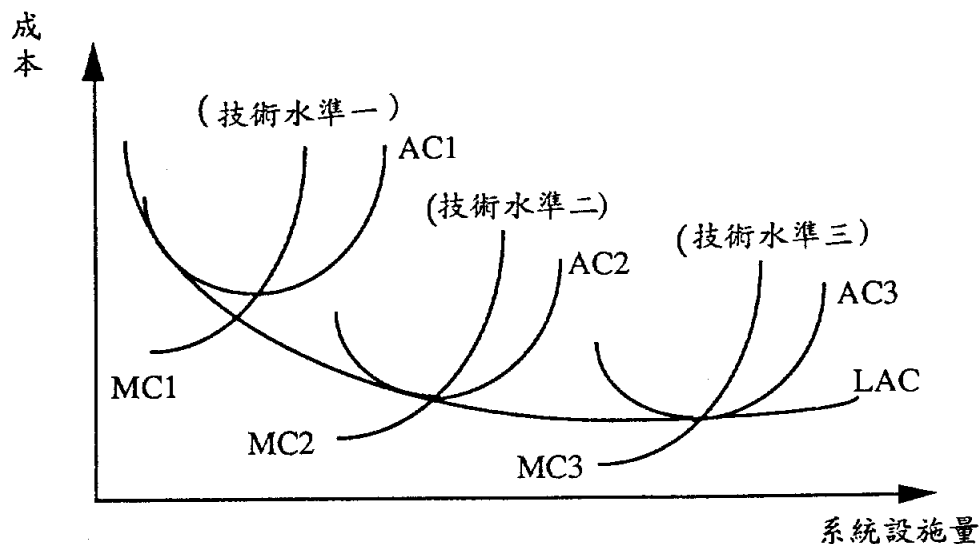 成
本
（技術水準一）
AC1
(技術水準二)
(技術水準三）
AC2
AC3
LAC
MC1
MC2
MC3
系統設施量